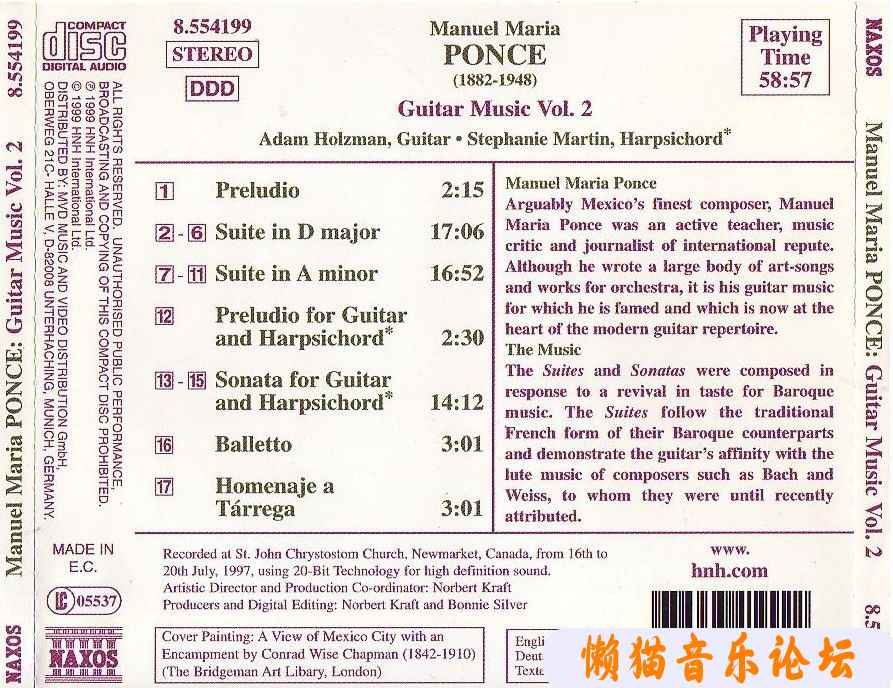 8.554199
Manuel Maria PONCE: Guitar Music Vol. 2
NAXOS
COMPACT
disc
DIGITAL AUDIO
ALL RIGHTS RESERVED. UNAUTHORISED PUBLIC PERFORMANCE,
BROADCASTING AND COPYING OF THIS COMPACT DISC PROHIBITED.
℗ 1999 HNH International Ltd.
© 1999 HNH International Ltd.
DISTRIBUTED BY: MVD MUSIC AND VIDEO DISTRIBUTION GmbH,
OBERWEG 21C- HALLE V, D-82008 UNTERHACHING, MUNICH, GERMANY.
MADE IN
E.C.
LC 05537
NAXOS
8.554199
STEREO
DDD
Manuel Maria
PONCE
(1882-1948)
Guitar Music Vol. 2
Adam Holzman, Guitar • Stephanie Martin, Harpsichord*
Playing
Time
58:57
1 Preludio 2:15
2 - 6 Suite in D major 17:06
7 - 11 Suite in A minor 16:52
12 Preludio for Guitar
and Harpsichord* 2:30
13 - 15 Sonata for Guitar
and Harpsichord* 14:12
16 Balletto 3:01
17 Homenaje a
Tárrega 3:01
Manuel Maria Ponce
Arguably Mexico's finest composer, Manuel
Maria Ponce was an active teacher, music
critic and journalist of international repute.
Although he wrote a large body of art-songs
and works for orchestra, it is his guitar music
for which he is famed and which is now at the
heart of the modern guitar repertoire.
The Music
The Suites and Sonatas were composed in
response to a revival in taste for Baroque
music. The Suites follow the traditional
French form of their Baroque counterparts
and demonstrate the guitar's affinity with the
lute music of composers such as Bach and
Weiss, to whom they were until recently
attributed.
Recorded at St. John Chrystostom Church, Newmarket, Canada, from 16th to
20th July, 1997, using 20-Bit Technology for high definition sound.
Artistic Director and Production Co-ordinator: Norbert Kraft
Producers and Digital Editing: Norbert Kraft and Bonnie Silver
Cover Painting: A View of Mexico City with an
Encampment by Conrad Wise Chapman (1842-1910)
(The Bridgeman Art Libary, London)
www.
hnh.com
Engli
Deut
Texte
懒猫音乐论坛
NAXOS
Manuel Maria PONCE: Guitar Music Vol. 2
8.5